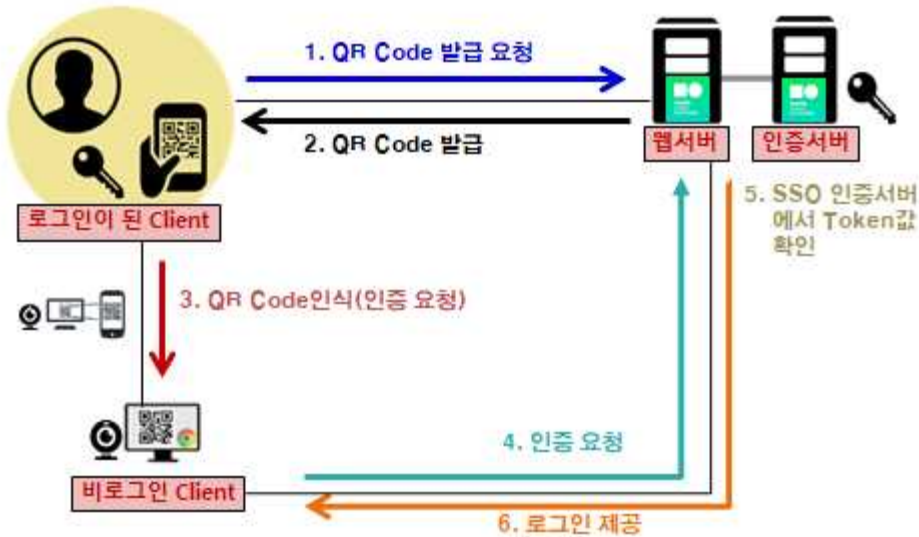 1. QR Code 발급 요청
2. QR Code 발급
웹서버
인증서버
로그인이 된 Client
5. SSO 인증서버
에서 Token값
확인
3. QR Code인식(인증 요청)
4. 인증 요청
비로그인 Client
6. 로그인 제공